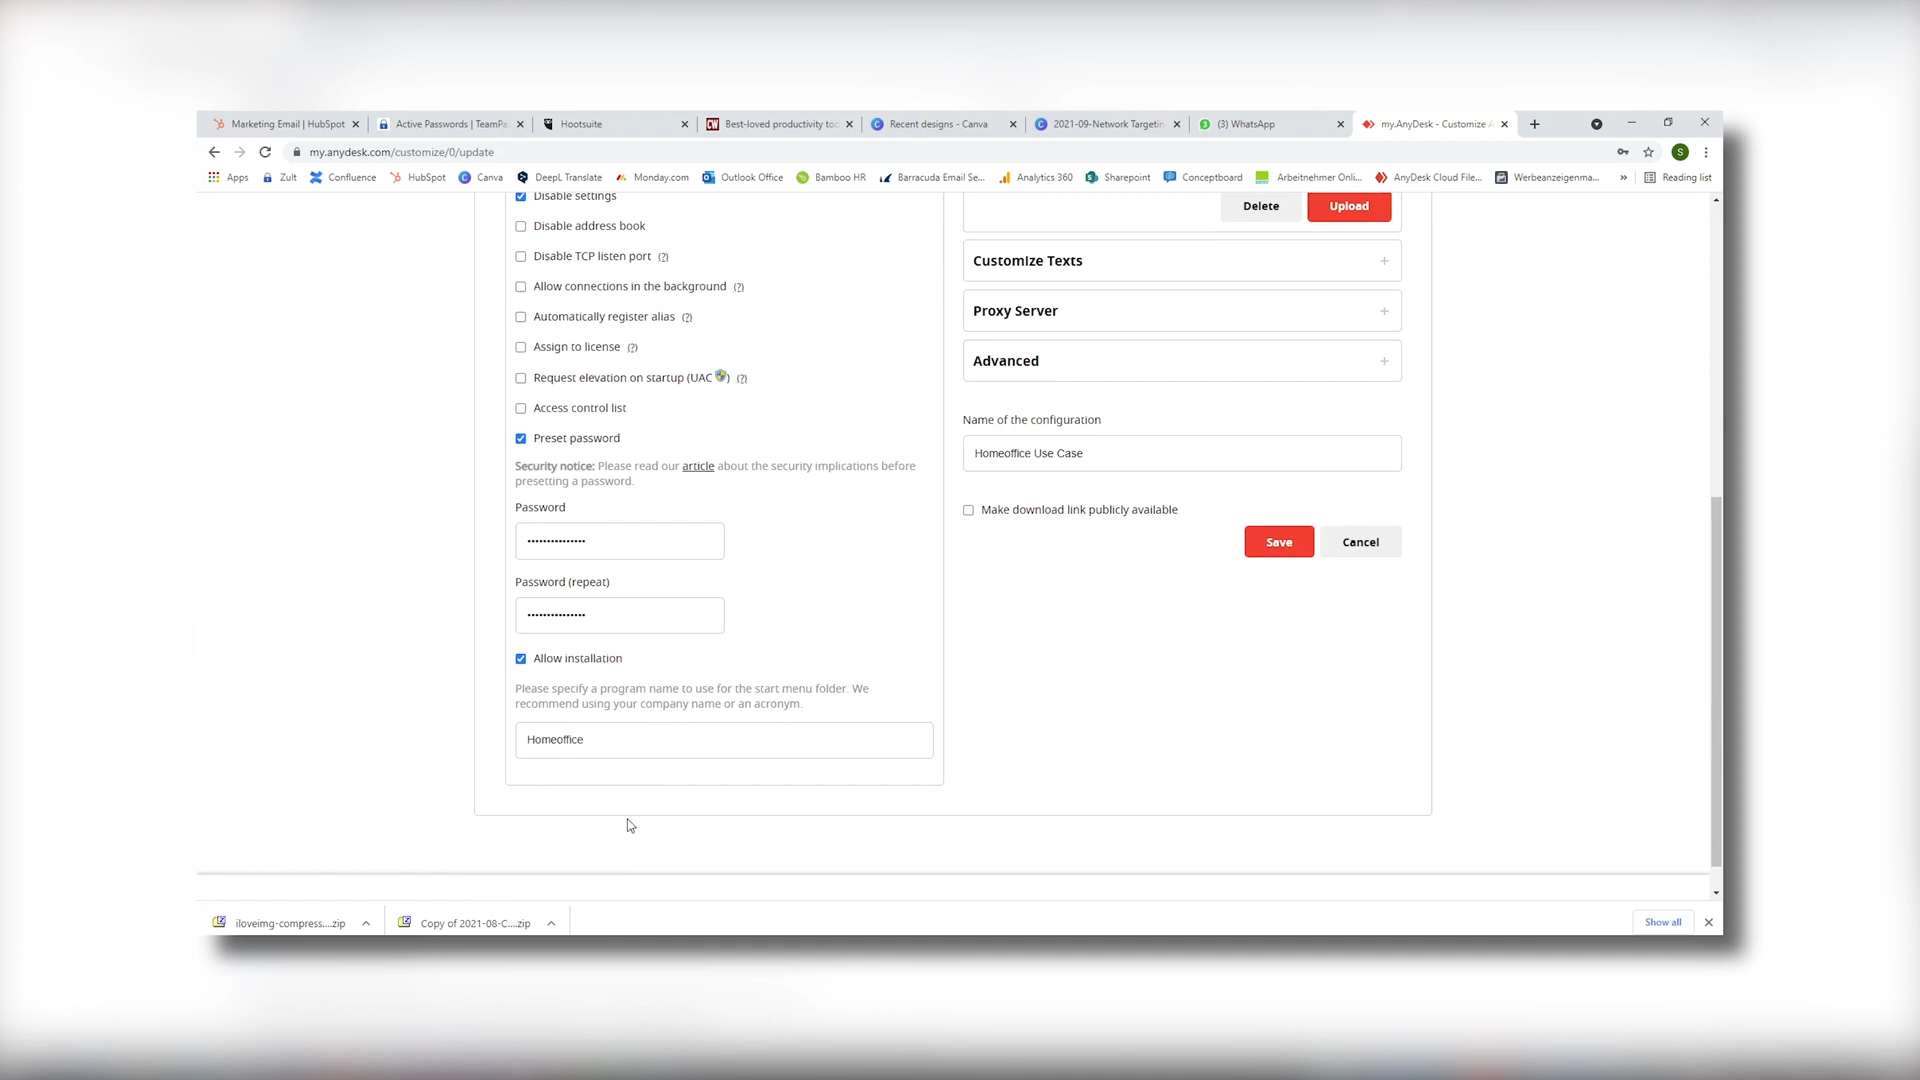 Marketing Email | HubSpot
Active Passwords | TeamPa
Hootsuite
Best-loved productivity too
Recent designs - Canva
2021-09-Network Targetin
(3) WhatsApp
my.AnyDesk - Customize A
my.anydesk.com/customize/0/update
S
Apps
Zult
Confluence
HubSpot
Canva
DeepL Translate
Monday.com
Outlook Office
Bamboo HR
Barracuda Email Se...
Analytics 360
Sharepoint
Conceptboard
Arbeitnehmer Onli...
AnyDesk Cloud File...
Werbeanzeigenma...
»
Reading list
Disable settings
Disable address book
Disable TCP listen port (?)
Allow connections in the background (?)
Automatically register alias (?)
Assign to license (?)
Request elevation on startup (UAC ) (?)
Access control list
Preset password
Security notice: Please read our article about the security implications before
presetting a password.
Password
Password (repeat)
Allow installation
Please specify a program name to use for the start menu folder. We
recommend using your company name or an acronym.
Homeoffice
Delete
Upload
Customize Texts +
Proxy Server +
Advanced +
Name of the configuration
Homeoffice Use Case
Make download link publicly available
Save
Cancel
iloveimg-compress....zip
Copy of 2021-08-C....zip
Show all